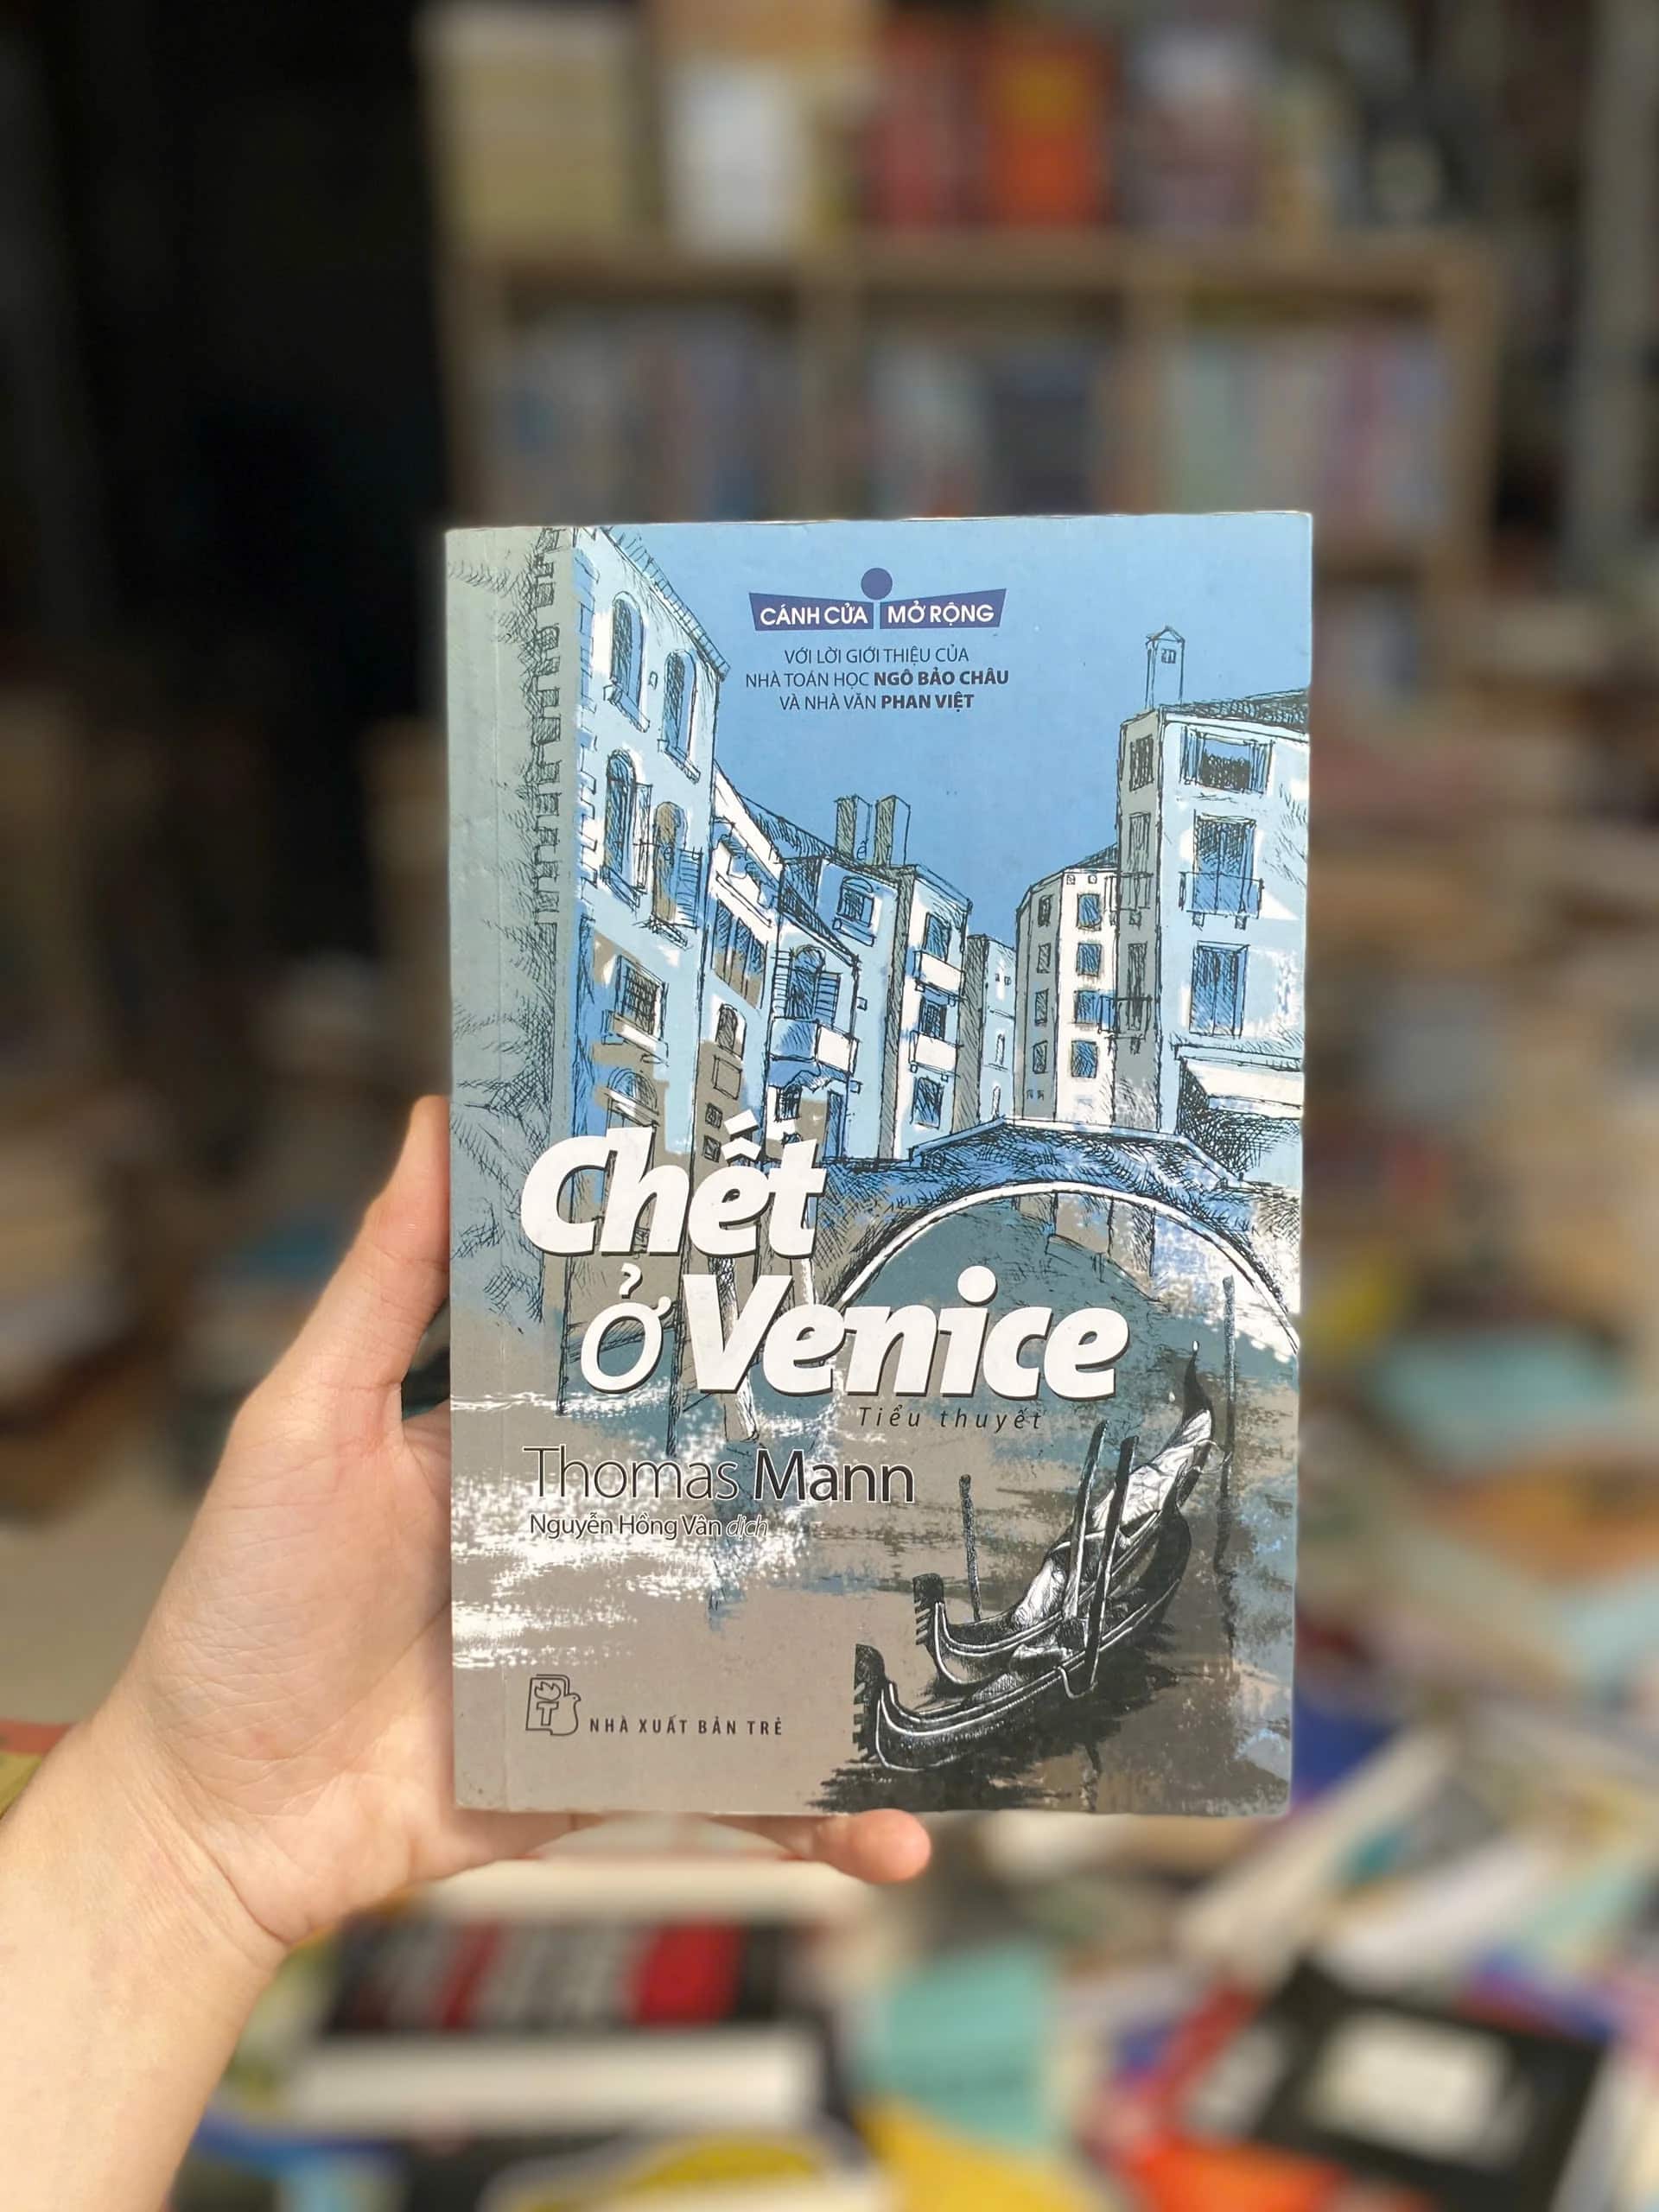 CÁNH CỬA MỞ RỘNG
VỚI LỜI GIỚI THIỆU CỦA
NHÀ TOÁN HỌC NGÔ BẢO CHÂU
VÀ NHÀ VĂN PHAN VIỆT
Chết
ở Venice
Tiểu thuyết
Thomas Mann
Nguyễn Hồng Vân dịch
NHÀ XUẤT BẢN TRẺ